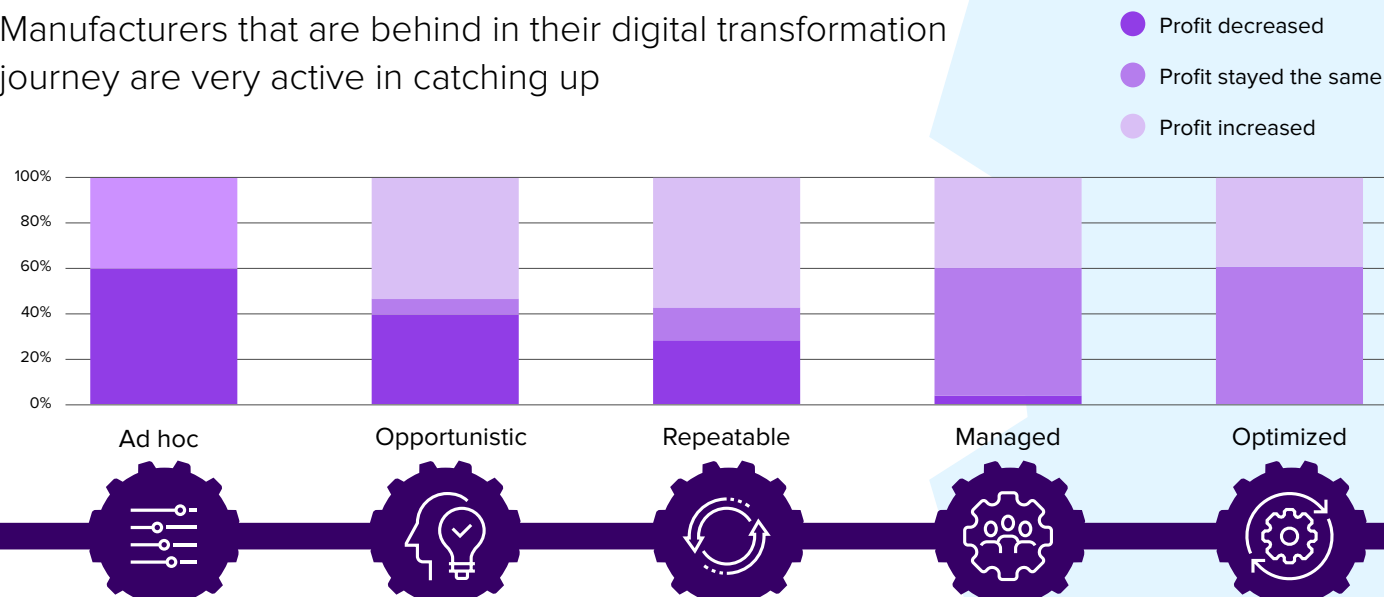 Manufacturers that are behind in their digital transformation
journey are very active in catching up
Profit decreased
Profit stayed the same
Profit increased
100%
80%
60%
40%
20%
0%
Ad hoc
Opportunistic
Repeatable
Managed
Optimized